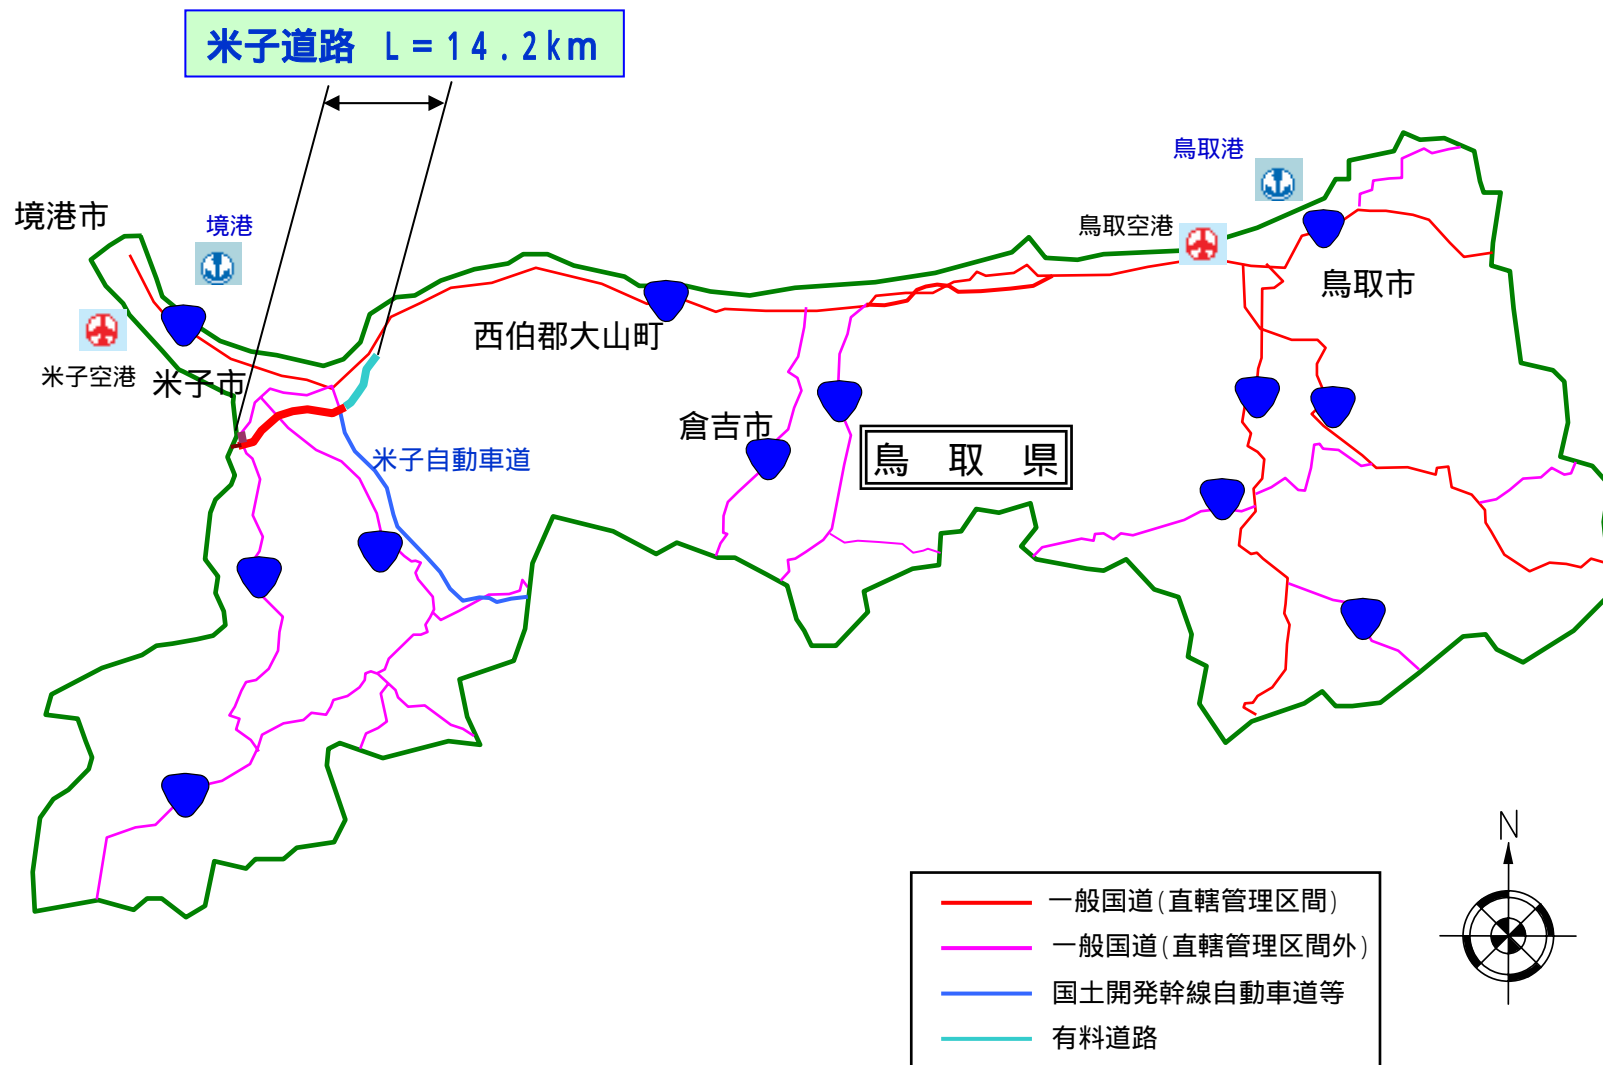 米子道路 L=14.2km
鳥取港
境港市
境港
鳥取空港
鳥取市
西伯郡大山町
米子空港
米子市
倉吉市
米子自動車道
鳥 取 県
N
一般国道(直轄管理区間)
一般国道(直轄管理区間外)
国土開発幹線自動車道等
有料道路